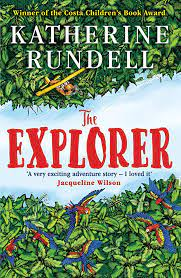 Winner of the Costa Children's Book Award
KATHERINE
RUNDELL
The
EXPLORER
'A very exciting adventure story – I loved it'
Jacqueline Wilson